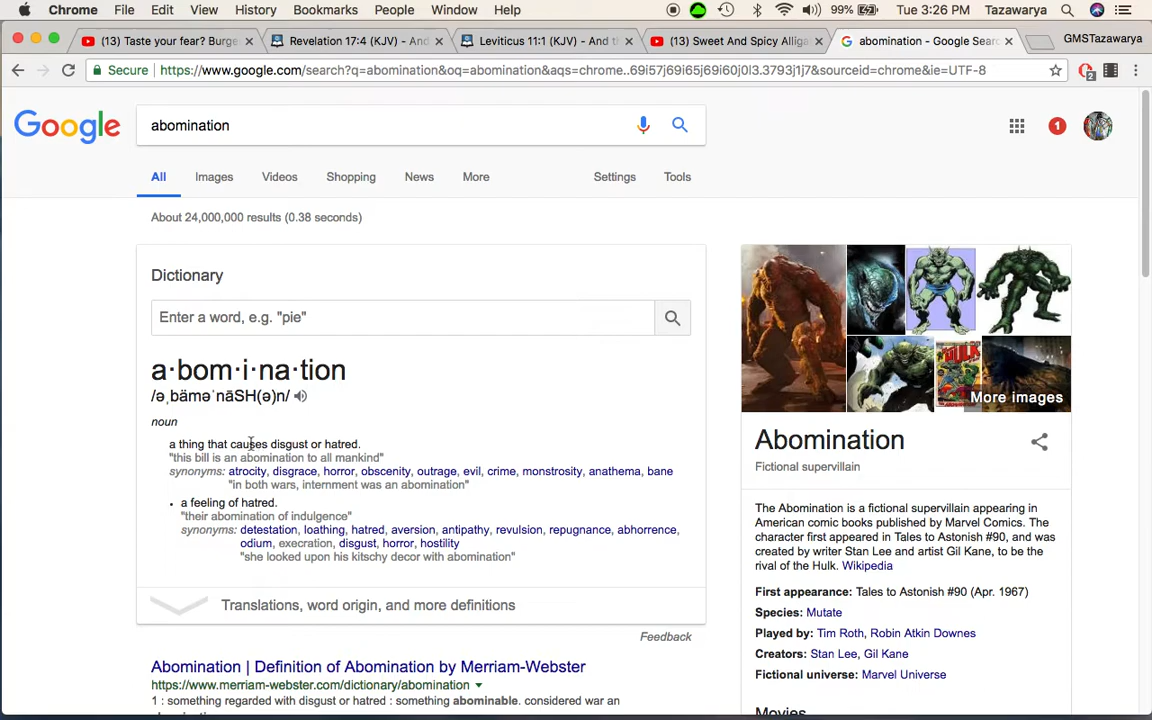 Chrome File Edit View History Bookmarks People Window Help 99% Tue 3:26 PM Tazawarya
(13) Taste your fear? Burge
Revelation 17:4 (KJV) - And
Leviticus 11:1 (KJV) - And th
(13) Sweet And Spicy Alliga
abomination - Google Searc
GMSTazawarya
Secure https://www.google.com/search?q=abomination&oq=abomination&aqs=chrome..69i57j69i65j69i60j0l3.3793j1j7&sourceid=chrome&ie=UTF-8
2
Google
abomination
1
All Images Videos Shopping News More Settings Tools
About 24,000,000 results (0.38 seconds)
Dictionary
Enter a word, e.g. "pie"
a·bom·i·na·tion
/əˌbäməˈnāSH(ə)n/
noun
a thing that causes disgust or hatred.
"this bill is an abomination to all mankind"
synonyms: atrocity, disgrace, horror, obscenity, outrage, evil, crime, monstrosity, anathema, bane
"in both wars, internment was an abomination"
• a feeling of hatred.
"their abomination of indulgence"
synonyms: detestation, loathing, hatred, aversion, antipathy, revulsion, repugnance, abhorrence,
odium, execration, disgust, horror, hostility
"she looked upon his kitschy decor with abomination"
Translations, word origin, and more definitions
Feedback
Abomination | Definition of Abomination by Merriam-Webster
https://www.merriam-webster.com/dictionary/abomination
1 : something regarded with disgust or hatred : something abominable. considered war an
HULK
More images
Abomination
Fictional supervillain
The Abomination is a fictional supervillain appearing in
American comic books published by Marvel Comics. The
character first appeared in Tales to Astonish #90, and was
created by writer Stan Lee and artist Gil Kane, to be the
rival of the Hulk. Wikipedia
First appearance: Tales to Astonish #90 (Apr. 1967)
Species: Mutate
Played by: Tim Roth, Robin Atkin Downes
Creators: Stan Lee, Gil Kane
Fictional universe: Marvel Universe
Movies